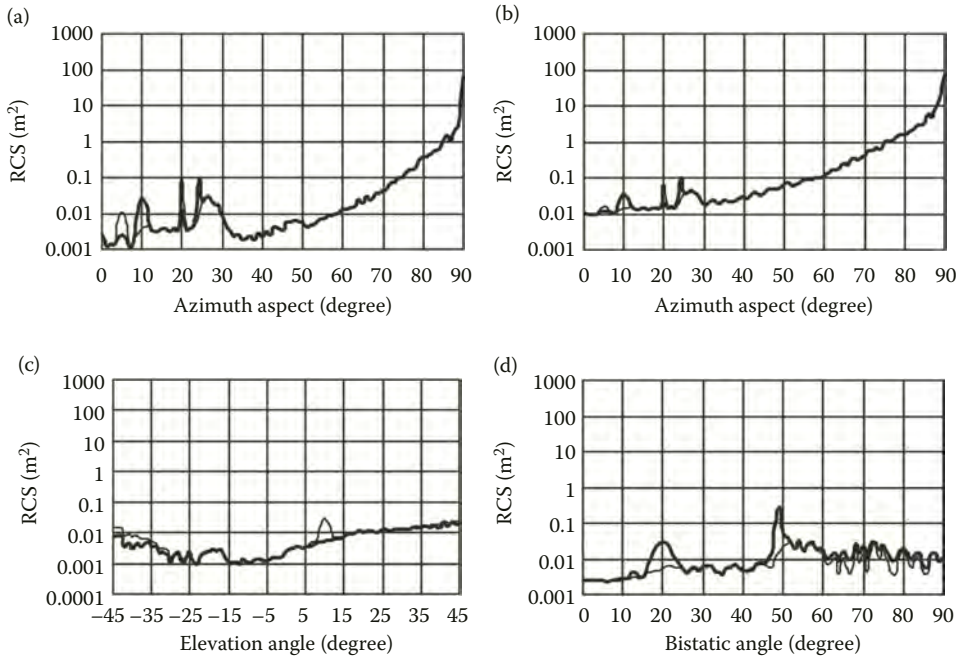 (a)
1000
100
10
1
0.1
0.01
0.001
RCS (m²)
0 10 20 30 40 50 60 70 80 90
Azimuth aspect (degree)
(b)
1000
100
10
1
0.1
0.01
0.001
RCS (m²)
0 10 20 30 40 50 60 70 80 90
Azimuth aspect (degree)
(c)
1000
100
10
1
0.1
0.01
0.001
0.0001
RCS (m²)
−45 −35 −25 −15 −5 5 15 25 35 45
Elevation angle (degree)
(d)
1000
100
10
1
0.1
0.01
0.001
RCS (m²)
0 10 20 30 40 50 60 70 80 90
Bistatic angle (degree)